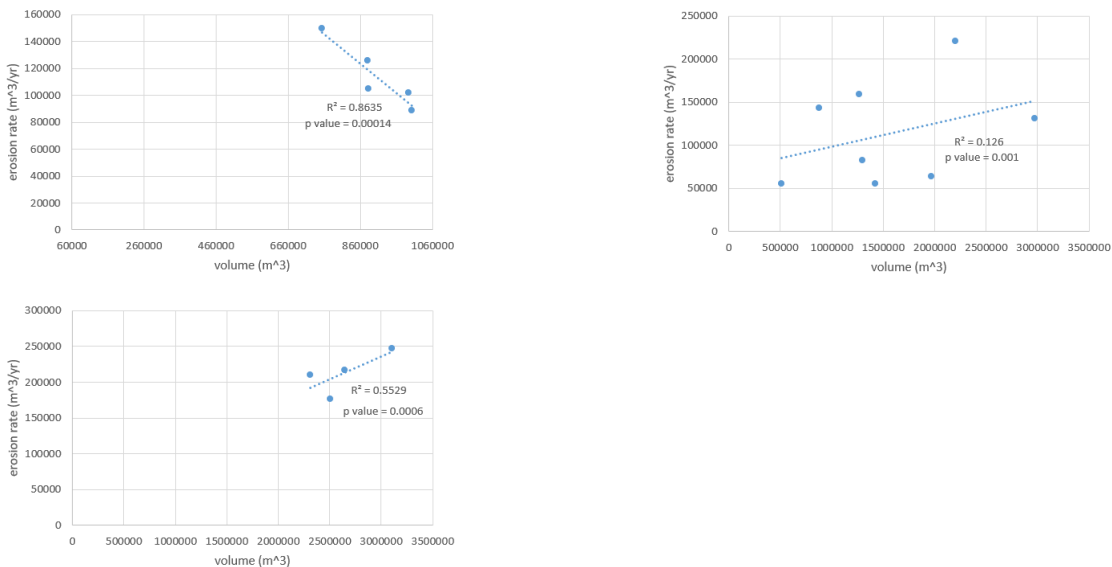 160000
140000
120000
100000
80000
60000
40000
20000
0
erosion rate (m^3/yr)
R² = 0.8635
p value = 0.00014
60000 260000 460000 660000 860000 1060000
volume (m^3)
250000
200000
150000
100000
50000
0
erosion rate (m^3/yr)
R² = 0.126
p value = 0.001
0 500000 1000000 1500000 2000000 2500000 3000000 3500000
volume (m^3)
300000
250000
200000
150000
100000
50000
0
erosion rate (m^3/yr)
R² = 0.5529
p value = 0.0006
0 500000 1000000 1500000 2000000 2500000 3000000 3500000
volume (m^3)